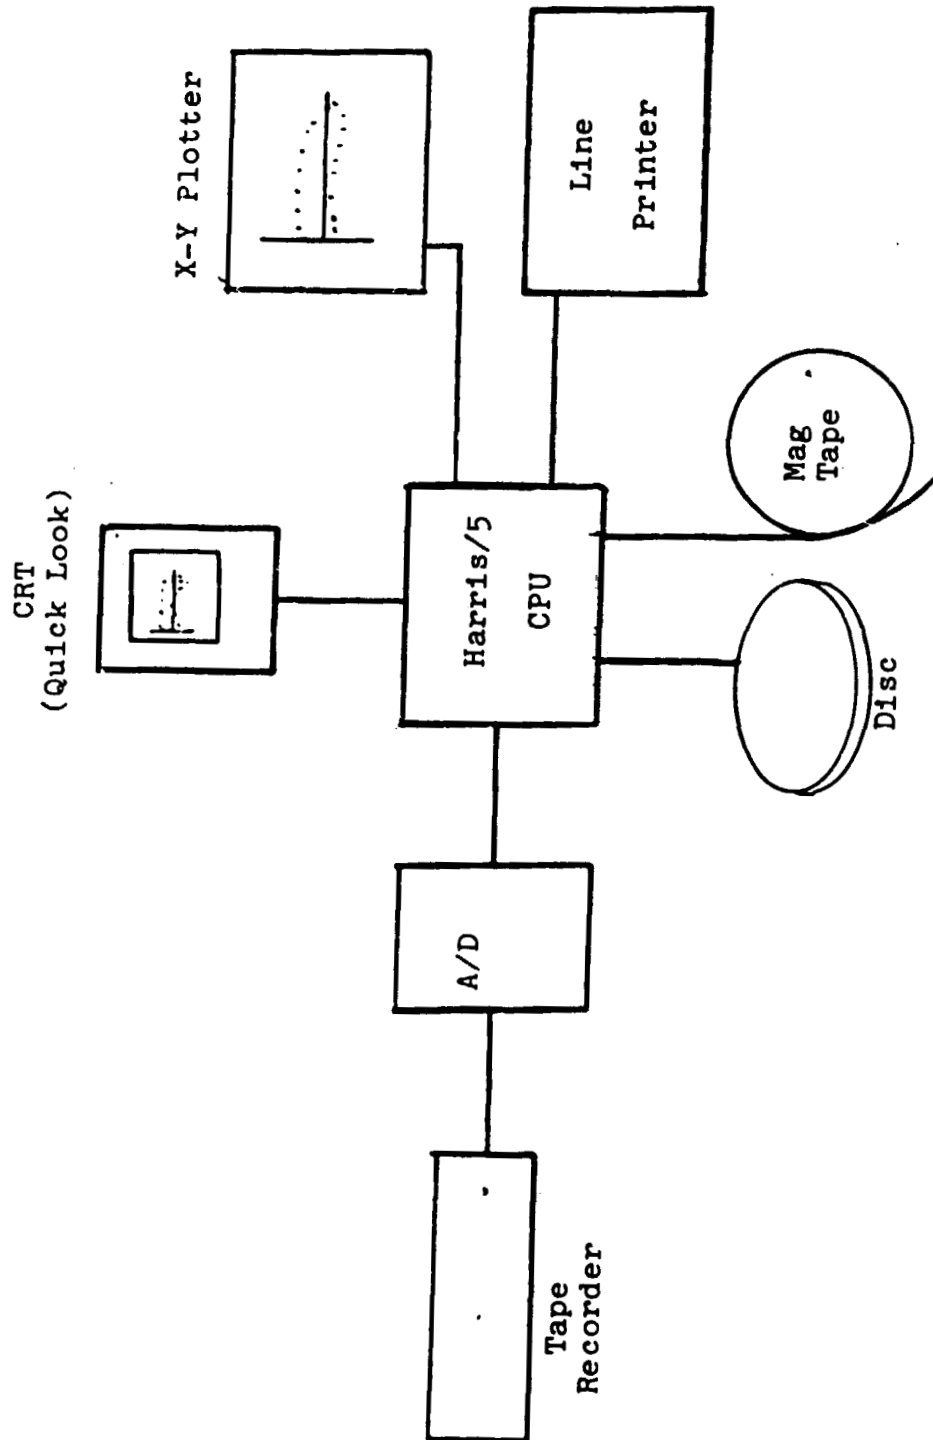 CRT
(Quick Look)
X-Y Plotter
Tape
Recorder
A/D
Harris/5
CPU
Line
Printer
Disc
Mag
Tape